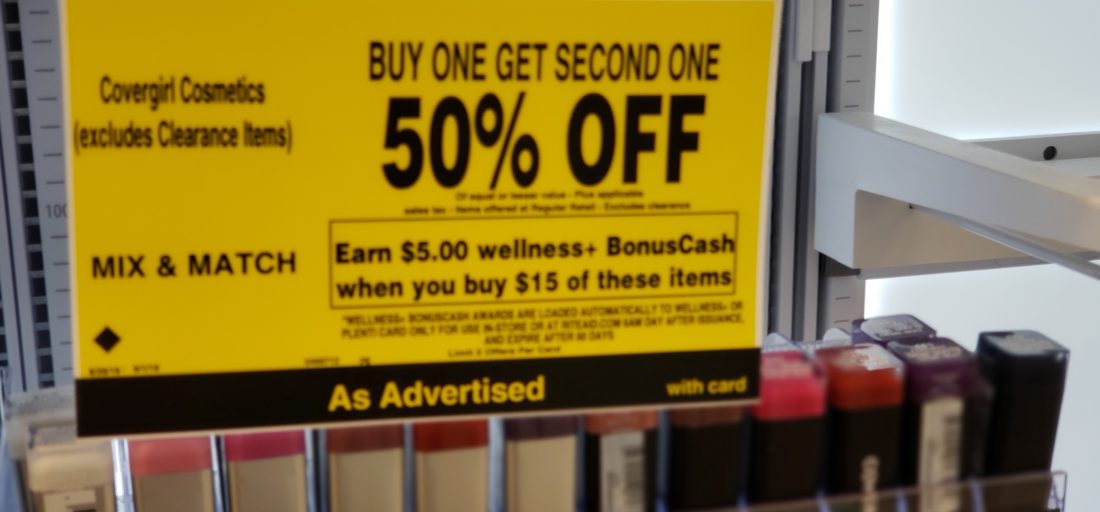 Covergirl Cosmetics
(excludes Clearance Items)
MIX & MATCH
BUY ONE GET SECOND ONE
50% OFF
Of equal or lesser value - Plus applicable
sales tax - Items offered at Regular Retail - Excludes clearance
Earn $5.00 wellness+ BonusCash
when you buy $15 of these items
*WELLNESS+ BONUSCASH AWARDS ARE LOADED AUTOMATICALLY TO WELLNESS+ OR
PLENTI CARD ONLY FOR USE IN-STORE OR AT RITEAID.COM 6AM DAY AFTER ISSUANCE,
AND EXPIRE AFTER 60 DAYS
Limit 2 Offers Per Card
As Advertised
with card
100